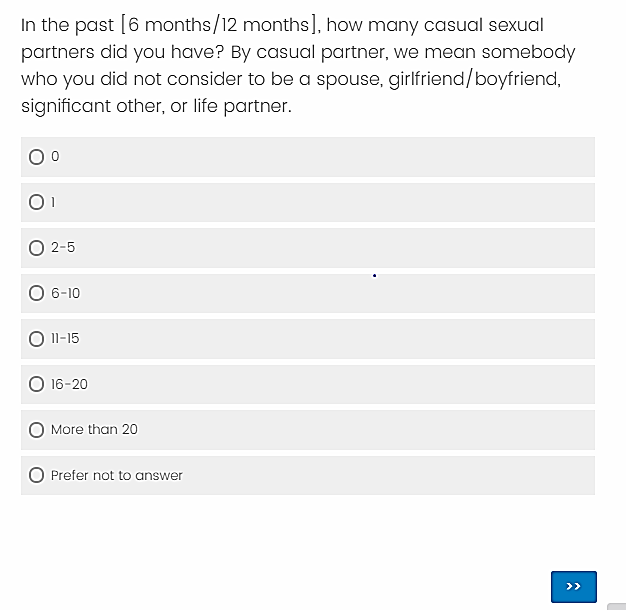 In the past [6 months/12 months], how many casual sexual
partners did you have? By casual partner, we mean somebody
who you did not consider to be a spouse, girlfriend/boyfriend,
significant other, or life partner.
0
1
2-5
6-10
11-15
16-20
More than 20
Prefer not to answer
>>